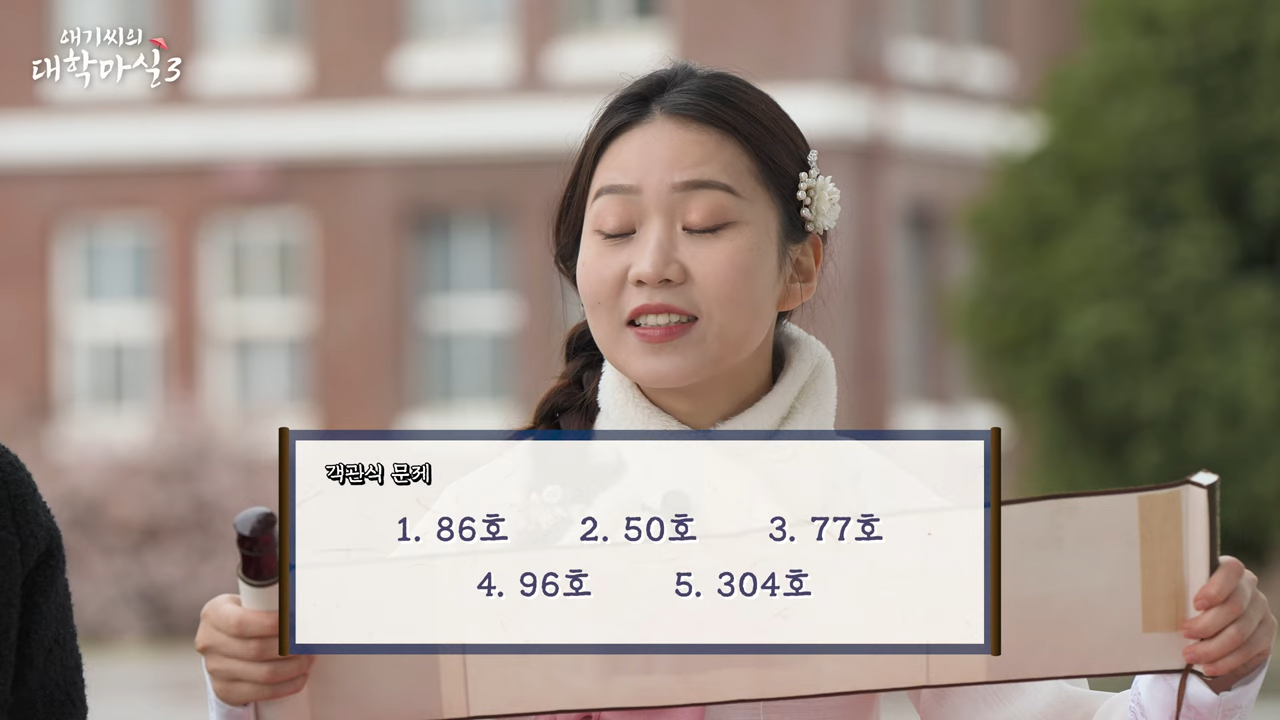 애기씨의
대학마실3
객관식 문제
1. 86호 2. 50호 3. 77호
4. 96호 5. 304호